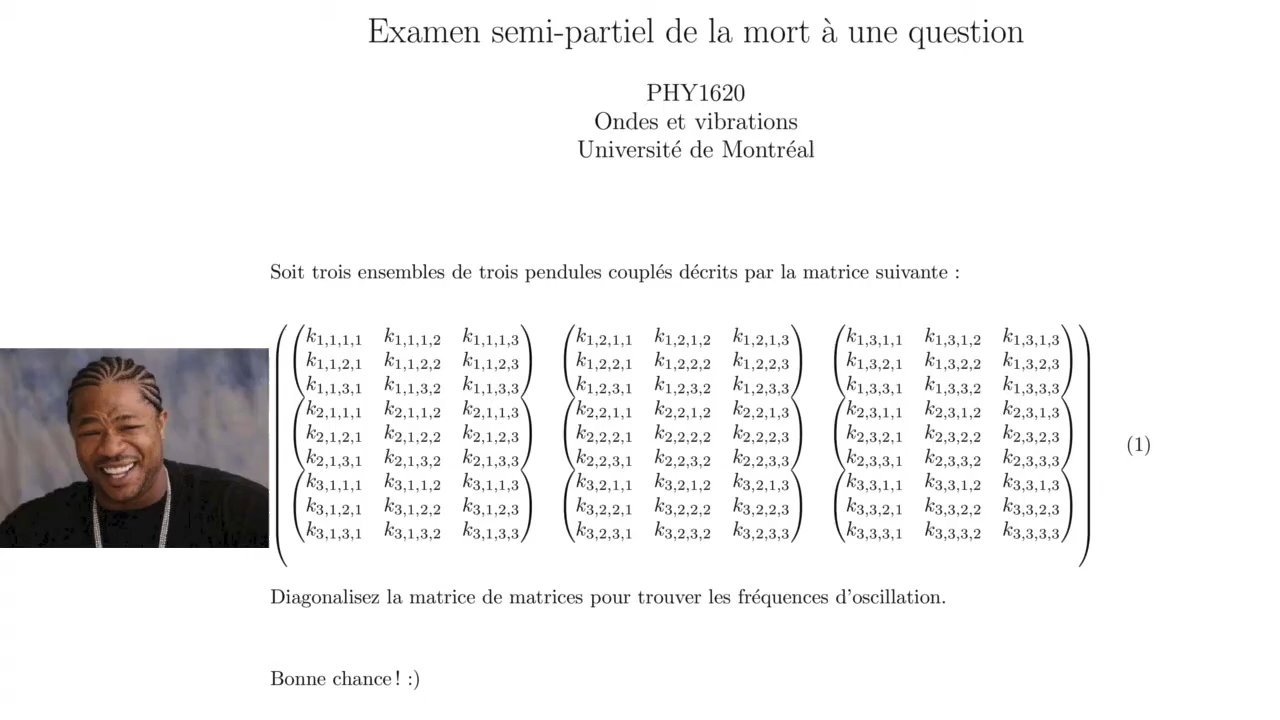 Examen semi-partiel de la mort à une question
PHY1620
Ondes et vibrations
Université de Montréal
Soit trois ensembles de trois pendules couplés décrits par la matrice suivante :
k1,1,1,1 k1,1,1,2 k1,1,1,3 k1,2,1,1 k1,2,1,2 k1,2,1,3 k1,3,1,1 k1,3,1,2 k1,3,1,3
k1,1,2,1 k1,1,2,2 k1,1,2,3 k1,2,2,1 k1,2,2,2 k1,2,2,3 k1,3,2,1 k1,3,2,2 k1,3,2,3
k1,1,3,1 k1,1,3,2 k1,1,3,3 k1,2,3,1 k1,2,3,2 k1,2,3,3 k1,3,3,1 k1,3,3,2 k1,3,3,3
k2,1,1,1 k2,1,1,2 k2,1,1,3 k2,2,1,1 k2,2,1,2 k2,2,1,3 k2,3,1,1 k2,3,1,2 k2,3,1,3
k2,1,2,1 k2,1,2,2 k2,1,2,3 k2,2,2,1 k2,2,2,2 k2,2,2,3 k2,3,2,1 k2,3,2,2 k2,3,2,3 (1)
k2,1,3,1 k2,1,3,2 k2,1,3,3 k2,2,3,1 k2,2,3,2 k2,2,3,3 k2,3,3,1 k2,3,3,2 k2,3,3,3
k3,1,1,1 k3,1,1,2 k3,1,1,3 k3,2,1,1 k3,2,1,2 k3,2,1,3 k3,3,1,1 k3,3,1,2 k3,3,1,3
k3,1,2,1 k3,1,2,2 k3,1,2,3 k3,2,2,1 k3,2,2,2 k3,2,2,3 k3,3,2,1 k3,3,2,2 k3,3,2,3
k3,1,3,1 k3,1,3,2 k3,1,3,3 k3,2,3,1 k3,2,3,2 k3,2,3,3 k3,3,3,1 k3,3,3,2 k3,3,3,3
Diagonalisez la matrice de matrices pour trouver les fréquences d'oscillation.
Bonne chance ! :)